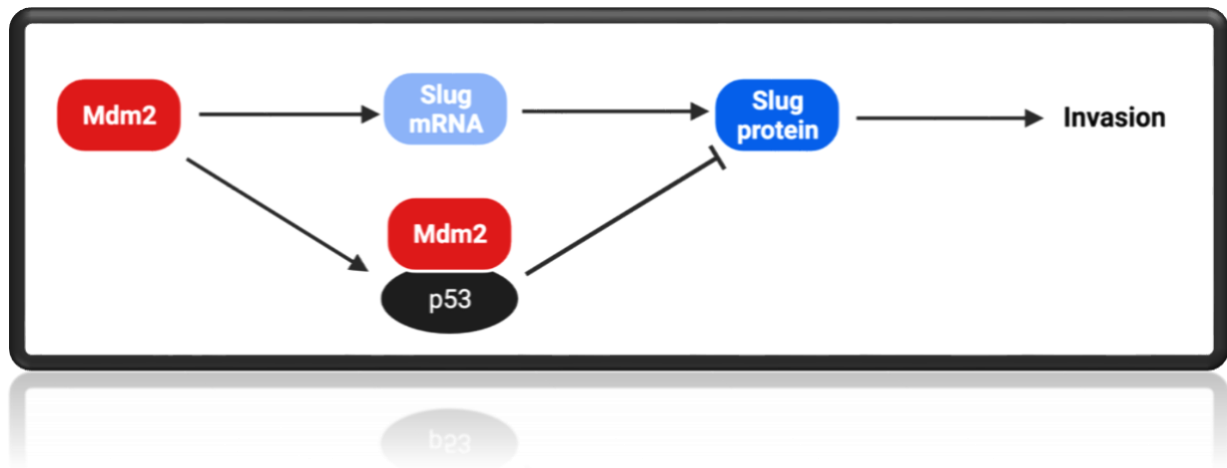 Mdm2
Slug
mRNA
Slug
protein
Invasion
Mdm2
p53